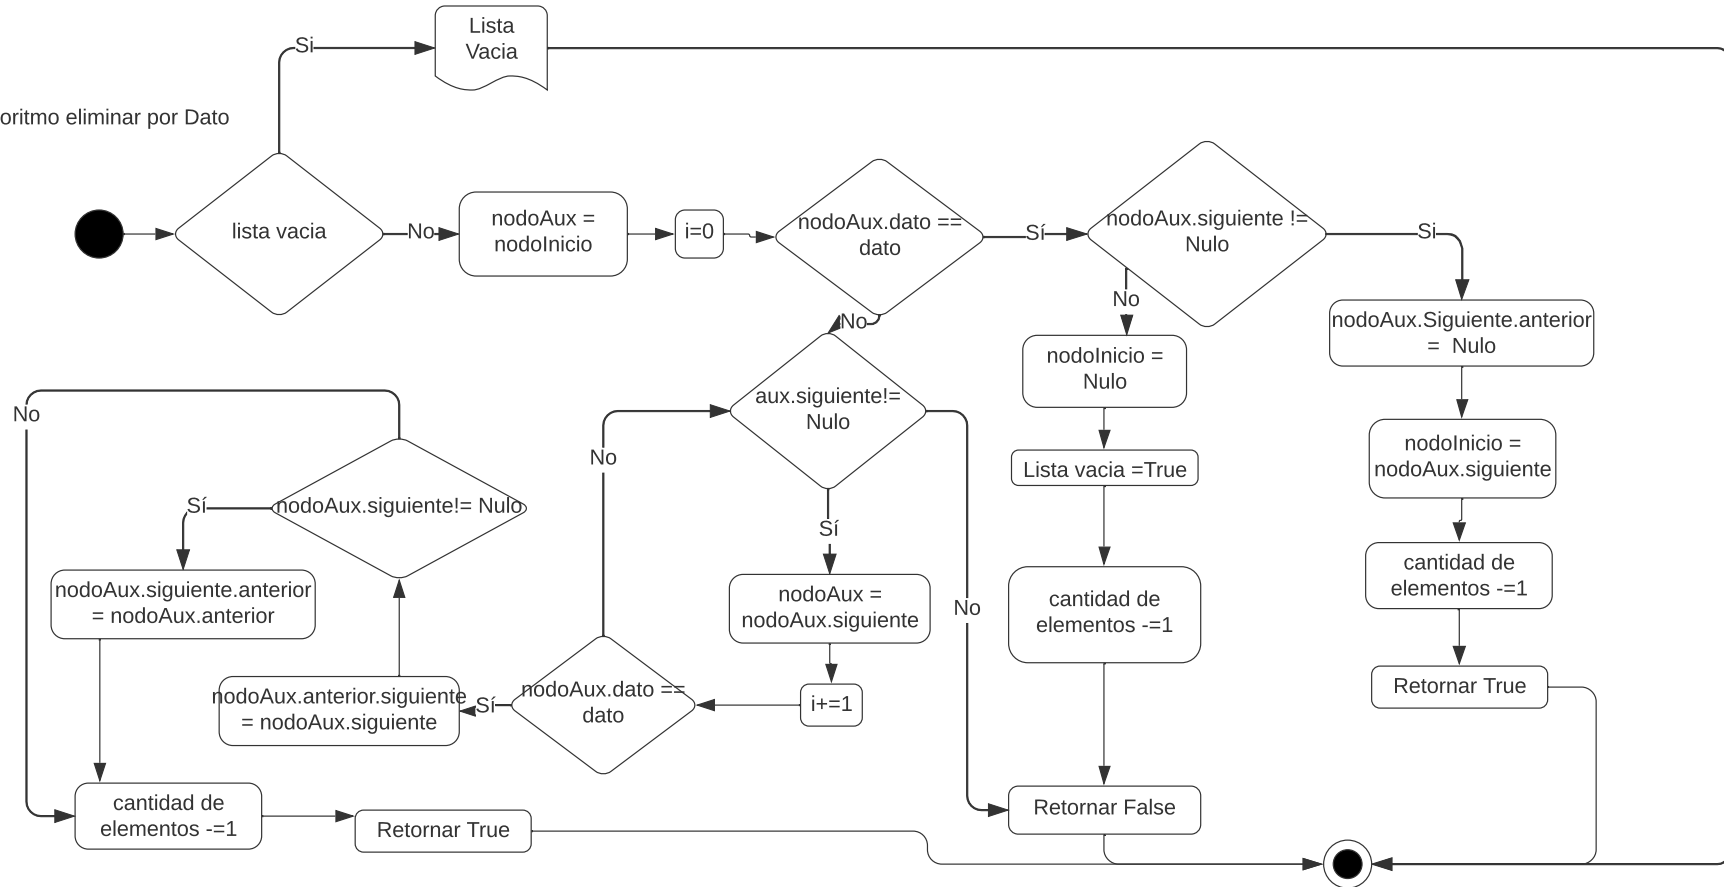 Lista
Vacia
Si
oritmo eliminar por Dato
lista vacia
No
nodoAux =
nodoInicio
i=0
nodoAux.dato ==
dato
Sí
nodoAux.siguiente !=
Nulo
Si
No
No
nodoAux.Siguiente.anterior
= Nulo
nodoInicio =
Nulo
aux.siguiente!=
Nulo
No
nodoInicio =
nodoAux.siguiente
Lista vacia =True
No
nodoAux.siguiente!= Nulo
Sí
Sí
cantidad de
elementos -=1
nodoAux.siguiente.anterior
= nodoAux.anterior
nodoAux =
nodoAux.siguiente
No
cantidad de
elementos -=1
nodoAux.anterior.siguiente
= nodoAux.siguiente
Sí
nodoAux.dato ==
dato
i+=1
Retornar True
cantidad de
elementos -=1
Retornar True
Retornar False